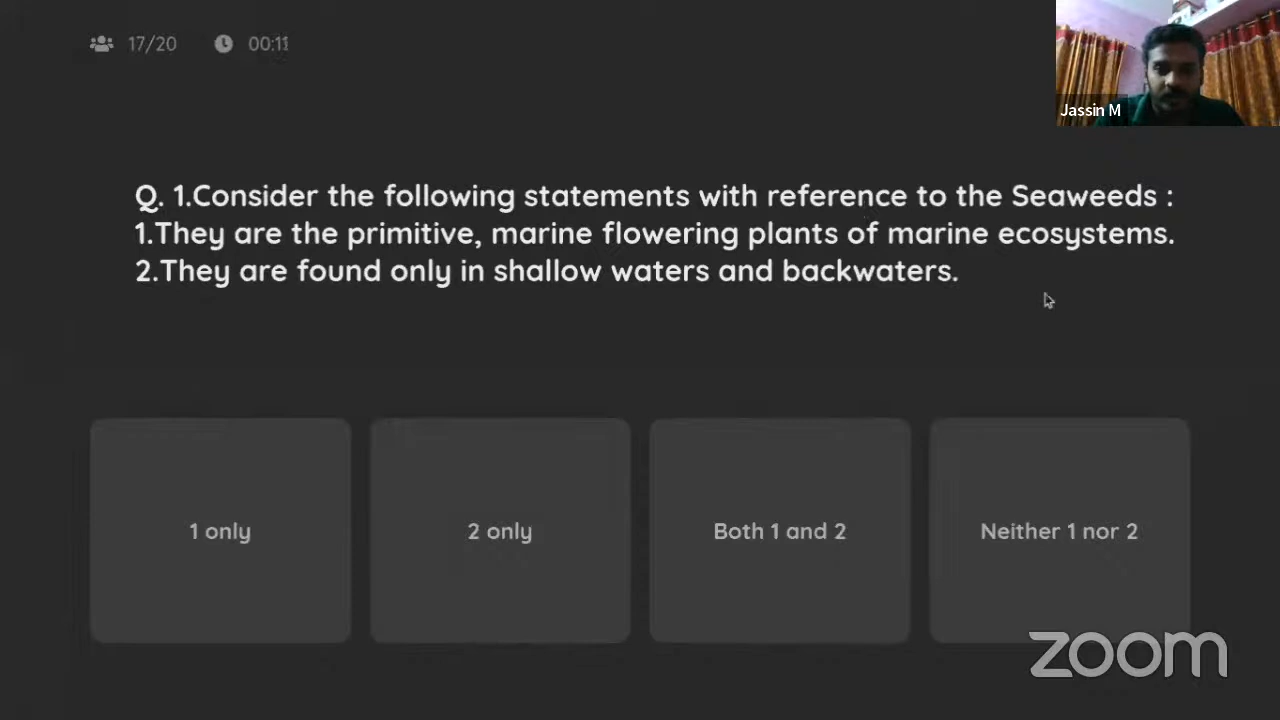 17/20 00:11
Jassin M
Q. 1.Consider the following statements with reference to the Seaweeds :
1.They are the primitive, marine flowering plants of marine ecosystems.
2.They are found only in shallow waters and backwaters.
1 only
2 only
Both 1 and 2
Neither 1 nor 2
zoom